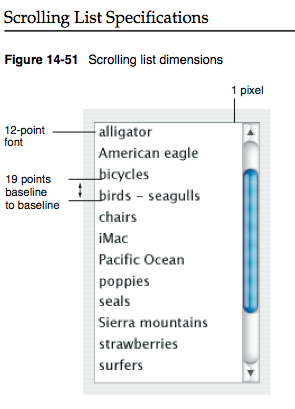 Scrolling List Specifications
Figure 14-51 Scrolling list dimensions
1 pixel
12-point
font
19 points
baseline
to baseline
alligator
American eagle
bicycles
birds – seagulls
chairs
iMac
Pacific Ocean
poppies
seals
Sierra mountains
strawberries
surfers